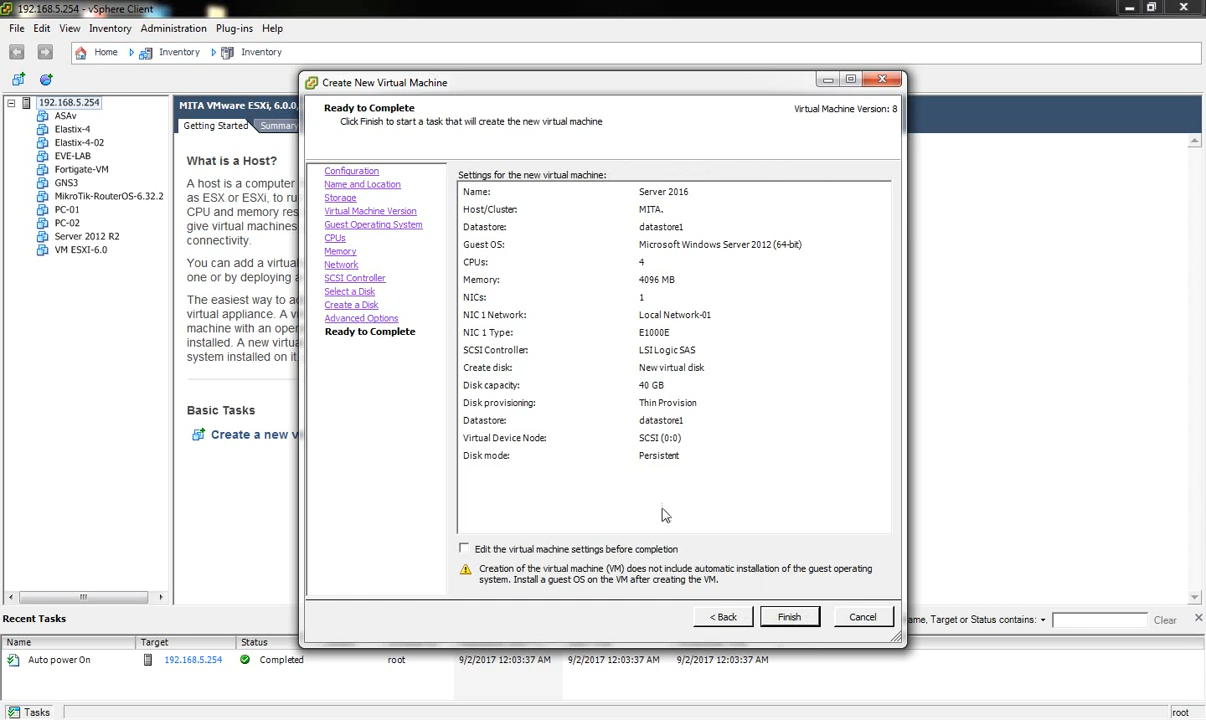 192.168.5.254 - vSphere Client
File Edit View Inventory Administration Plug-ins Help
Home Inventory Inventory
192.168.5.254
ASAv
Elastix-4
Elastix-4-02
EVE-LAB
Fortigate-VM
GNS3
MikroTik-RouterOS-6.32.2
PC-01
PC-02
Server 2012 R2
VM ESXI-6.0
MITA VMware ESXi, 6.0.0,
Getting Started Summary
What is a Host?
A host is a computer
as ESX or ESXi, to ru
CPU and memory res
give virtual machines
connectivity.
You can add a virtual
one or by deploying a
The easiest way to ad
virtual appliance. A v
machine with an oper
installed. A new virtua
system installed on it,
Basic Tasks
Create a new v
Create New Virtual Machine
Ready to Complete
Click Finish to start a task that will create the new virtual machine
Virtual Machine Version: 8
Configuration
Name and Location
Storage
Virtual Machine Version
Guest Operating System
CPUs
Memory
Network
SCSI Controller
Select a Disk
Create a Disk
Advanced Options
Ready to Complete
Settings for the new virtual machine:
Name: Server 2016
Host/Cluster: MITA.
Datastore: datastore1
Guest OS: Microsoft Windows Server 2012 (64-bit)
CPUs: 4
Memory: 4096 MB
NICs: 1
NIC 1 Network: Local Network-01
NIC 1 Type: E1000E
SCSI Controller: LSI Logic SAS
Create disk: New virtual disk
Disk capacity: 40 GB
Disk provisioning: Thin Provision
Datastore: datastore1
Virtual Device Node: SCSI (0:0)
Disk mode: Persistent
Edit the virtual machine settings before completion
Creation of the virtual machine (VM) does not include automatic installation of the guest operating
system. Install a guest OS on the VM after creating the VM.
< Back Finish Cancel
Recent Tasks
ame, Target or Status contains: Clear
Name Target Status
Auto power On 192.168.5.254 Completed root 9/2/2017 12:03:37 AM 9/2/2017 12:03:37 AM 9/2/2017 12:03:37 AM
Tasks root